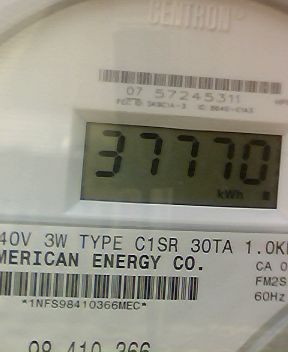 CENTRON®
07 57245311
37770
kWh
40V 3W TYPE C1SR 30TA 1.0K
MERICAN ENERGY CO.
CA 0
FM2S
60Hz
*1NFS98410366MEC*
98 410 366